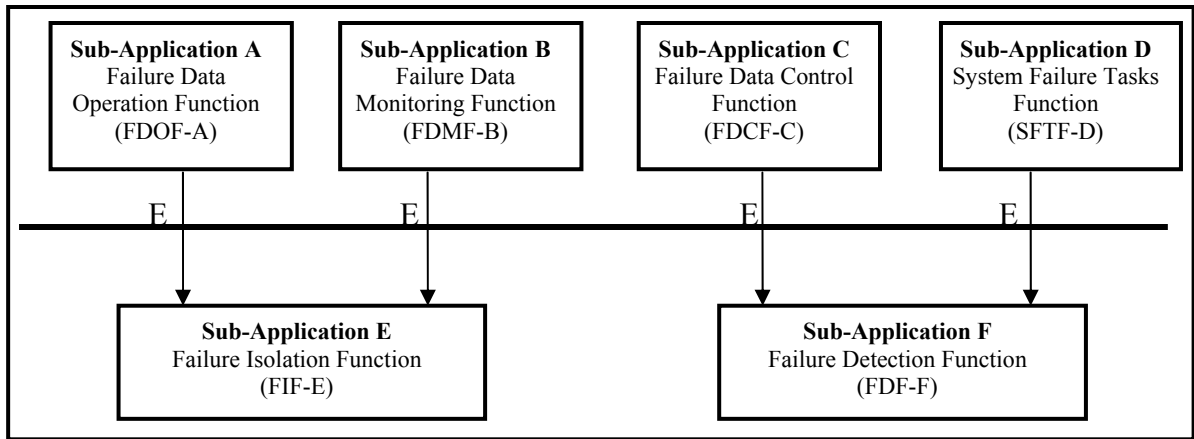 Sub-Application A
Failure Data
Operation Function
(FDOF-A)
Sub-Application B
Failure Data
Monitoring Function
(FDMF-B)
Sub-Application C
Failure Data Control
Function
(FDCF-C)
Sub-Application D
System Failure Tasks
Function
(SFTF-D)
E
E
E
E
Sub-Application E
Failure Isolation Function
(FIF-E)
Sub-Application F
Failure Detection Function
(FDF-F)